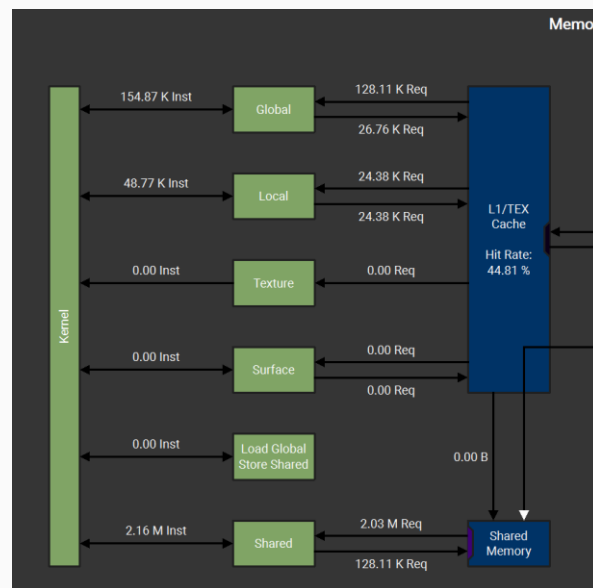 Memo
154.87 K Inst
Global
128.11 K Req
26.76 K Req
48.77 K Inst
Local
24.38 K Req
24.38 K Req
L1/TEX
Cache
Hit Rate:
44.81 %
0.00 Inst
Texture
0.00 Req
Kernel
0.00 Inst
Surface
0.00 Req
0.00 Req
0.00 Inst
Load Global
Store Shared
0.00 B
2.16 M Inst
Shared
2.03 M Req
128.11 K Req
Shared
Memory